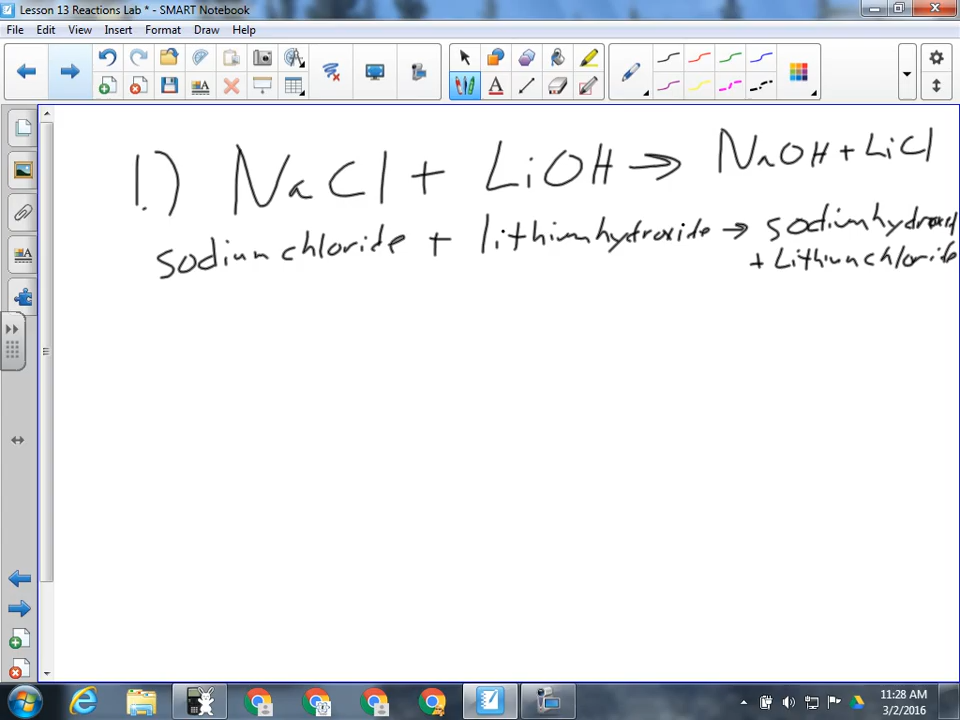 Lesson 13 Reactions Lab * - SMART Notebook
File Edit View Insert Format Draw Help
1.) NaCl + LiOH → NaOH + LiCl
sodium chloride + lithium hydroxide → sodium hydroxid
+ Lithium chloride
11:28 AM
3/2/2016